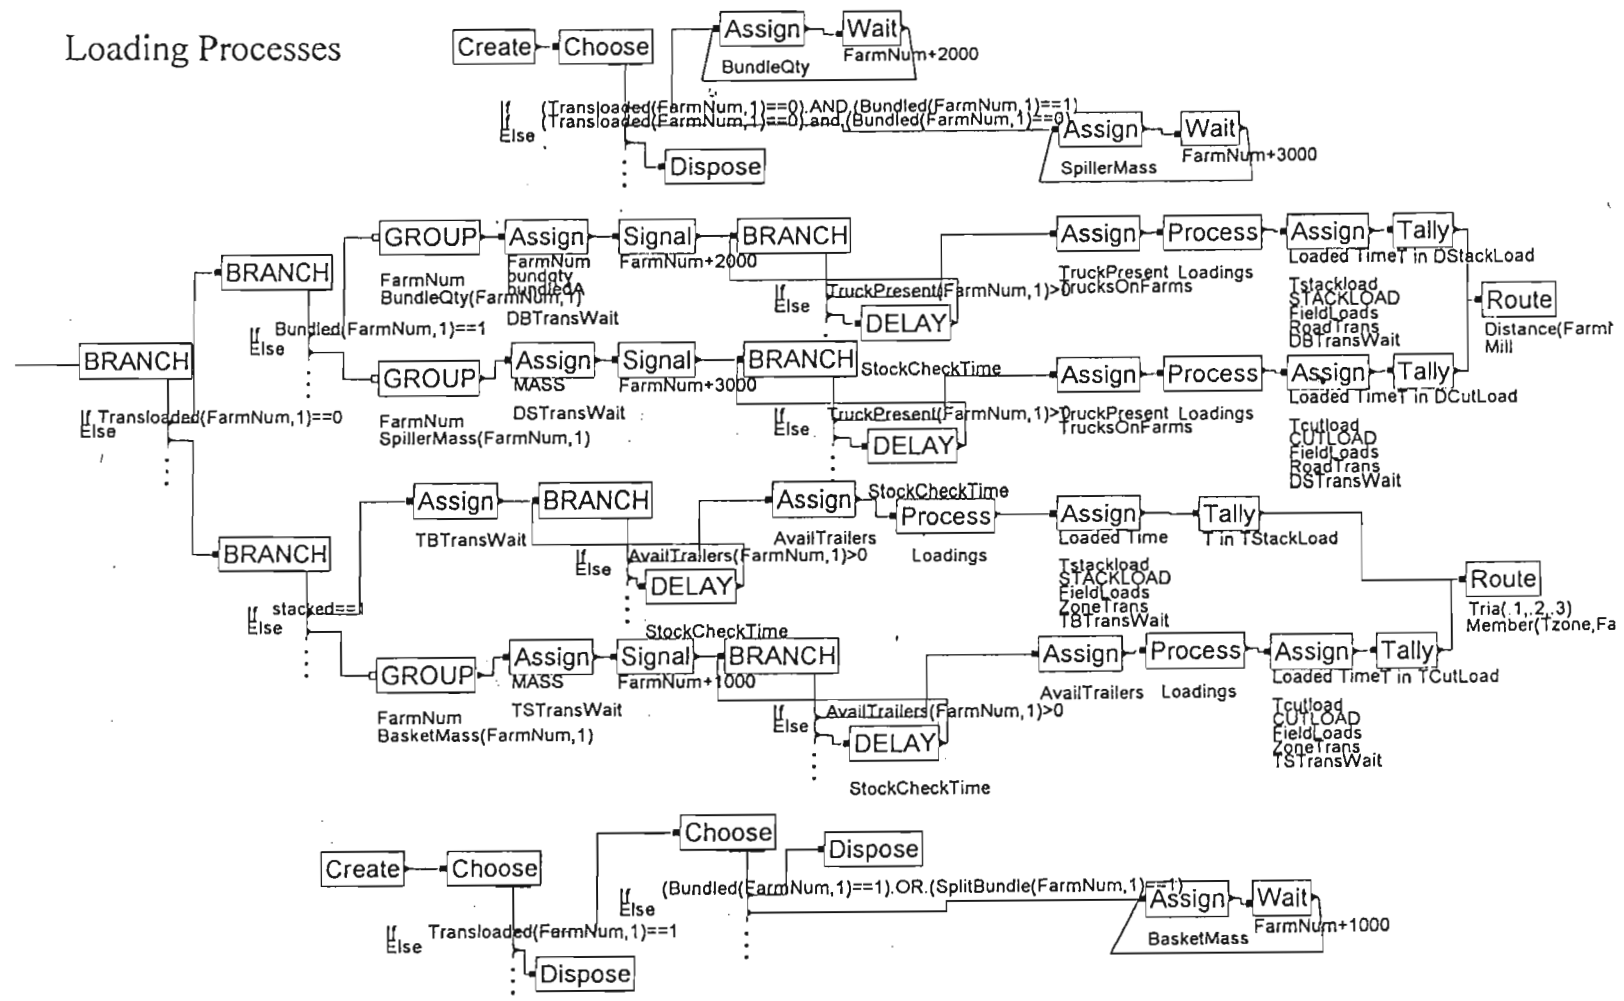 Loading Processes
Create
Choose
Assign
Wait
BundleQty
FarmNum+2000
If (Transloaded(FarmNum,1)==0).AND.(Bundled(FarmNum,1)==1)
If (Transloaded(FarmNum,1)==0).and.(Bundled(FarmNum,1)==0)
Else
Assign
Wait
SpillerMass
FarmNum+3000
Dispose
BRANCH
If Transloaded(FarmNum,1)==0
Else
BRANCH
If Bundled(FarmNum,1)==1
Else
GROUP
FarmNum
BundleQty(FarmNum,1)
Assign
FarmNum
bundqty
bundledA
DBTransWait
Signal
FarmNum+2000
BRANCH
If TruckPresent(FarmNum,1)>0
Else
DELAY
StockCheckTime
Assign
TruckPresent
TrucksOnFarms
Process
Loadings
Assign
Loaded Time
Tstackload
STACKLOAD
FieldLoads
RoadTrans
DBTransWait
Tally
T in DStackLoad
Route
Distance(Farm
Mill
GROUP
FarmNum
SpillerMass(FarmNum,1)
Assign
MASS
DSTransWait
Signal
FarmNum+3000
BRANCH
If TruckPresent(FarmNum,1)>0
Else
DELAY
StockCheckTime
Assign
TruckPresent
TrucksOnFarms
Process
Loadings
Assign
Loaded Time
Tcutload
CUTLOAD
FieldLoads
RoadTrans
DSTransWait
Tally
T in DCutLoad
BRANCH
If stacked==1
Else
Assign
TBTransWait
BRANCH
If AvailTrailers(FarmNum,1)>0
Else
DELAY
StockCheckTime
Assign
AvailTrailers
Process
Loadings
Assign
Loaded Time
Tstackload
STACKLOAD
FieldLoads
ZoneTrans
TBTransWait
Tally
T in TStackLoad
Route
Tria(.1,.2,.3)
Member(Tzone,Fa
GROUP
FarmNum
BasketMass(FarmNum,1)
Assign
MASS
TSTransWait
Signal
FarmNum+1000
BRANCH
If AvailTrailers(FarmNum,1)>0
Else
DELAY
StockCheckTime
Assign
AvailTrailers
Process
Loadings
Assign
Loaded Time
Tcutload
CUTLOAD
FieldLoads
ZoneTrans
TSTransWait
Tally
T in TCutLoad
Create
Choose
If Transloaded(FarmNum,1)==1
Else
Dispose
Choose
If (Bundled(FarmNum,1)==1).OR.(SplitBundle(FarmNum,1)==1)
Else
Dispose
Assign
Wait
BasketMass
FarmNum+1000